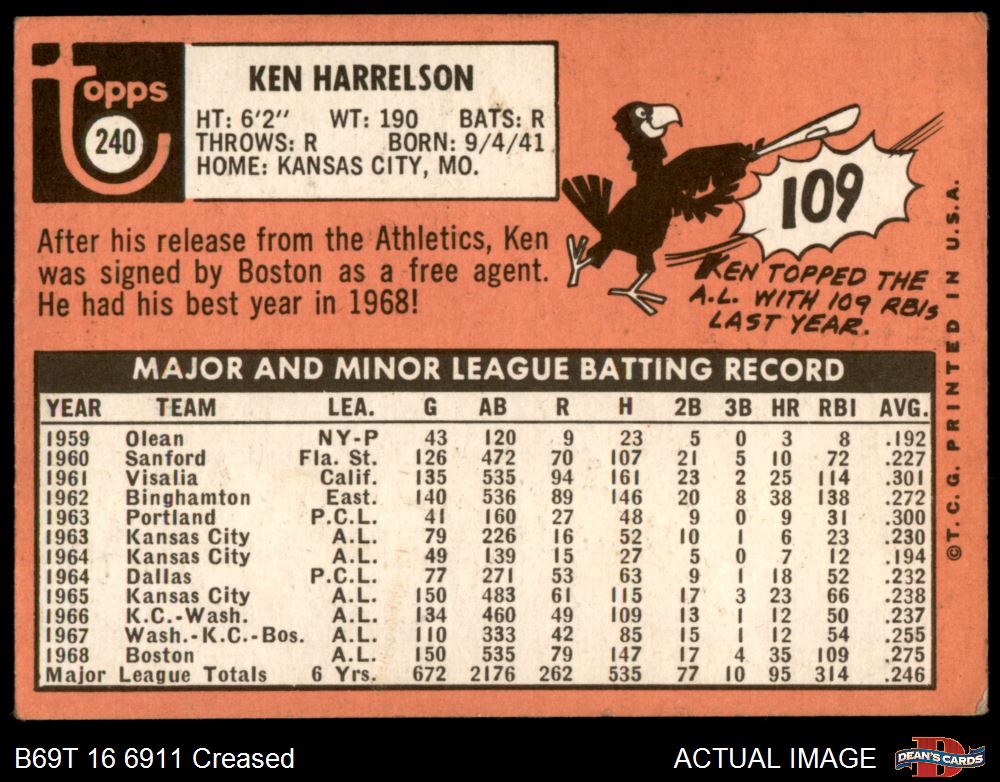 topps
240
KEN HARRELSON
HT: 6'2" WT: 190 BATS: R
THROWS: R BORN: 9/4/41
HOME: KANSAS CITY, MO.
After his release from the Athletics, Ken
was signed by Boston as a free agent.
He had his best year in 1968!
109
KEN TOPPED THE
A.L. WITH 109 RBIs
LAST YEAR.
©T.C.G. PRINTED IN U.S.A.
MAJOR AND MINOR LEAGUE BATTING RECORD
YEAR TEAM LEA. G AB R H 2B 3B HR RBI AVG.
1959 Olean NY-P 43 120 9 23 5 0 3 8 .192
1960 Sanford Fla. St. 126 472 70 107 21 5 10 72 .227
1961 Visalia Calif. 135 535 94 161 23 2 25 114 .301
1962 Binghamton East. 140 536 89 146 20 8 38 138 .272
1963 Portland P.C.L. 41 160 27 48 9 0 9 31 .300
1963 Kansas City A.L. 79 226 16 52 10 1 6 23 .230
1964 Kansas City A.L. 49 139 15 27 5 0 7 12 .194
1964 Dallas P.C.L. 77 271 53 63 9 1 18 52 .232
1965 Kansas City A.L. 150 483 61 115 17 3 23 66 .238
1966 K.C.-Wash. A.L. 134 460 49 109 13 1 12 50 .237
1967 Wash.-K.C.-Bos. A.L. 110 333 42 85 15 1 12 54 .255
1968 Boston A.L. 150 535 79 147 17 4 35 109 .275
Major League Totals 6 Yrs. 672 2176 262 535 77 10 95 314 .246
B69T 16 6911 Creased
ACTUAL IMAGE
DEAN'S CARDS